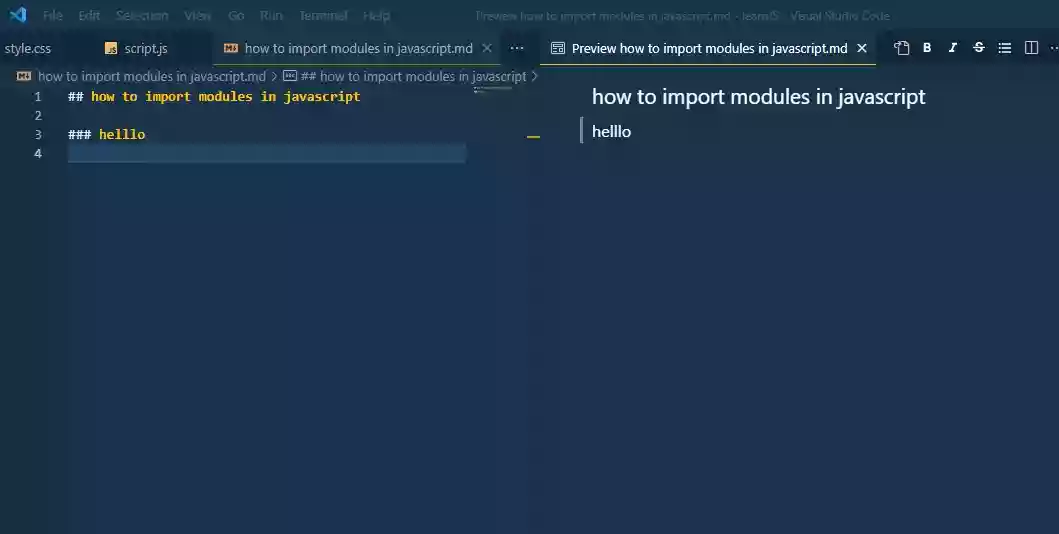 File Edit Selection View Go Run Terminal Help Preview how to import modules in javascript.md - learnJS - Visual Studio Code
style.css JS script.js how to import modules in javascript.md × ··· Preview how to import modules in javascript.md × B I S
how to import modules in javascript.md > ## how to import modules in javascript >
1 ## how to import modules in javascript
2
3 ### helllo
4
how to import modules in javascript
helllo